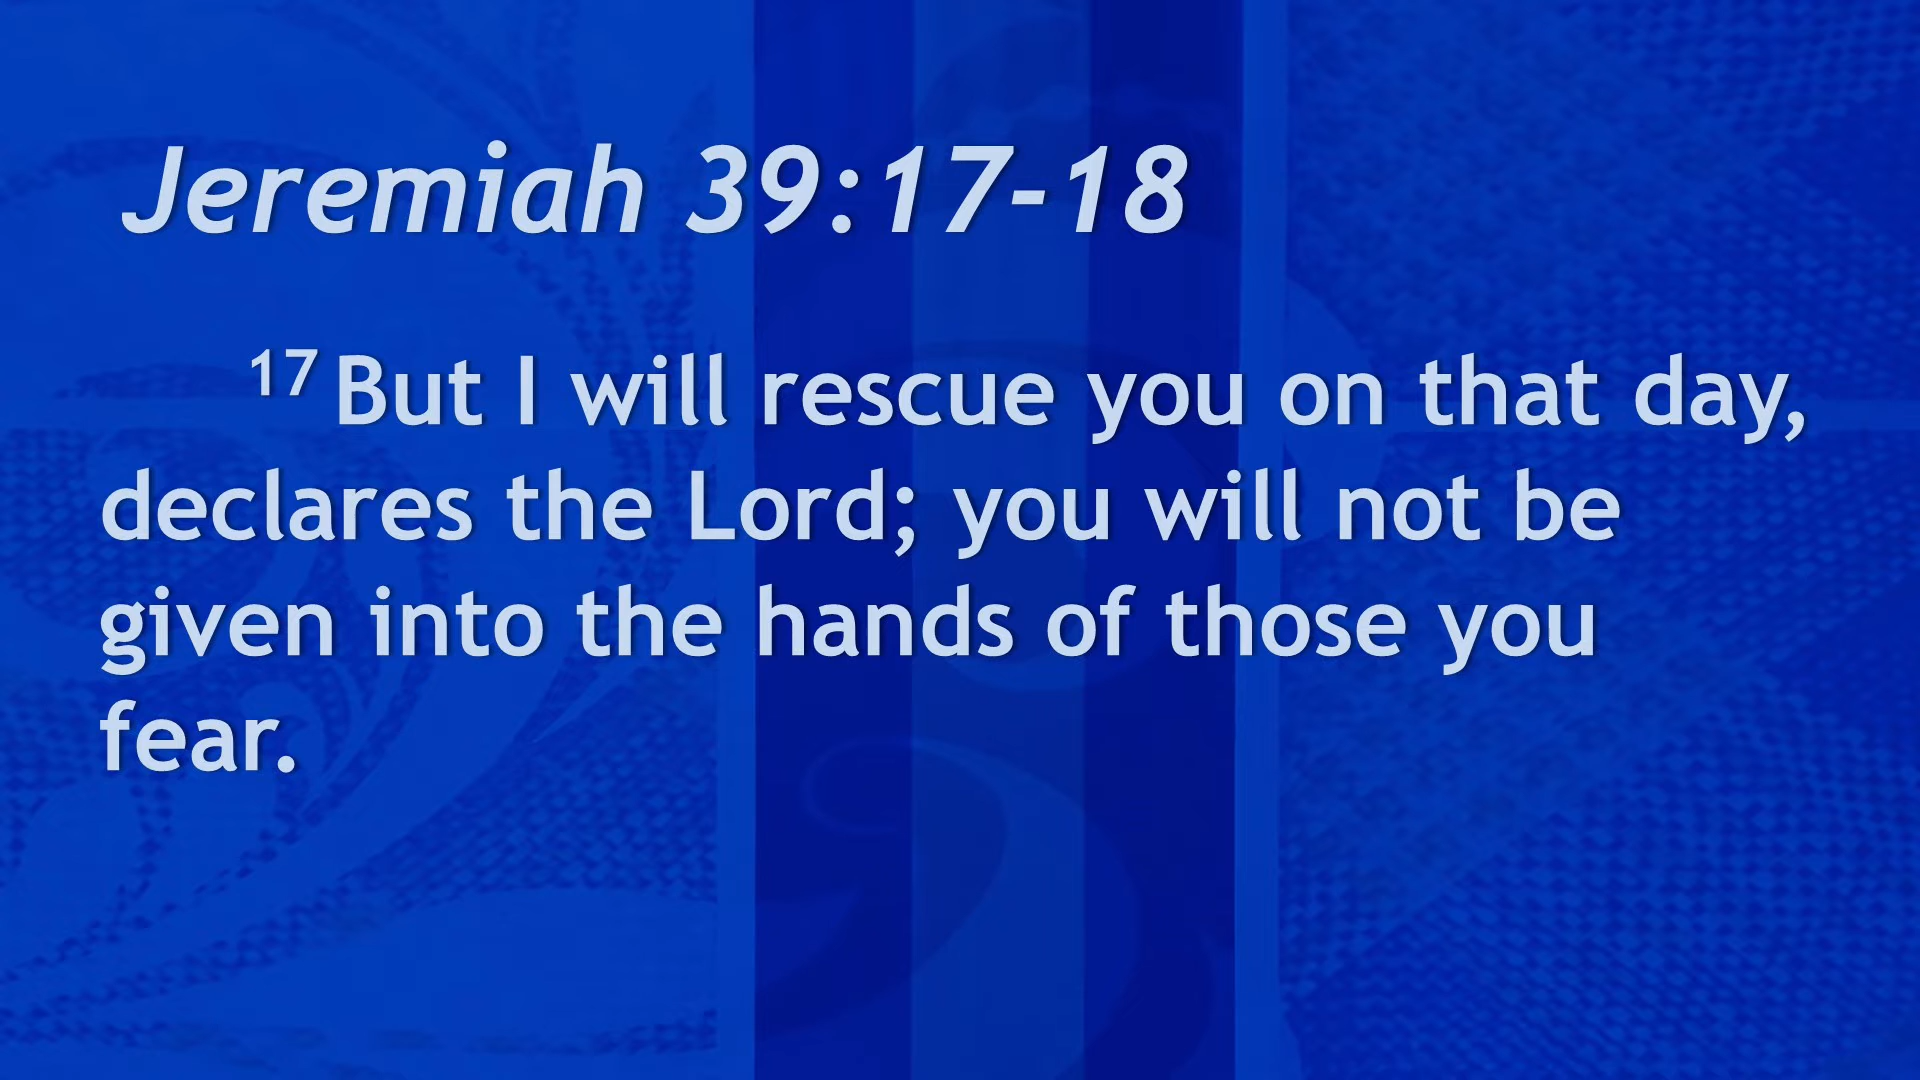 Jeremiah 39:17-18
17 But I will rescue you on that day,
declares the Lord; you will not be
given into the hands of those you
fear.